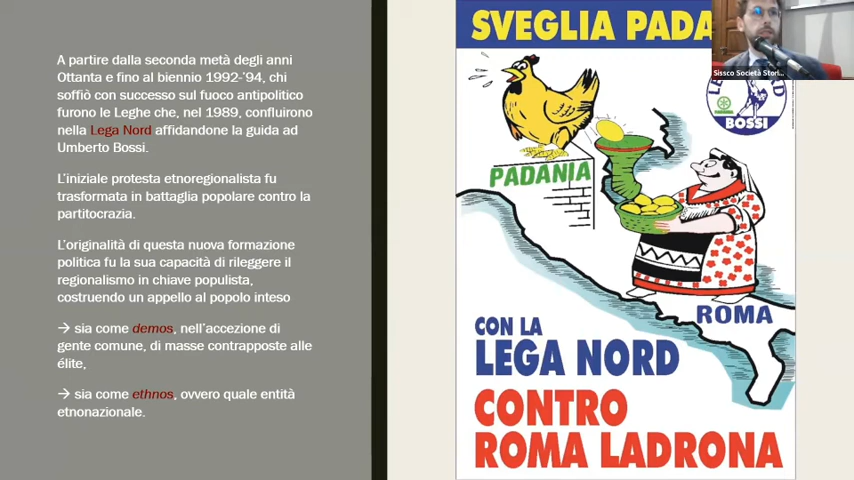 A partire dalla seconda metà degli anni
Ottanta e fino al biennio 1992-'94, chi
soffiò con successo sul fuoco antipolitico
furono le Leghe che, nel 1989, confluirono
nella Lega Nord affidandone la guida ad
Umberto Bossi.
L'iniziale protesta etnoregionalista fu
trasformata in battaglia popolare contro la
partitocrazia.
L'originalità di questa nuova formazione
politica fu la sua capacità di rileggere il
regionalismo in chiave populista,
costruendo un appello al popolo inteso
→ sia come demos, nell'accezione di
gente comune, di masse contrapposte alle
élite,
→ sia come ethnos, ovvero quale entità
etnonazionale.
SVEGLIA PADA
Sissco Società Stori...
BOSSI
PADANIA
ROMA
CON LA
LEGA NORD
CONTRO
ROMA LADRONA